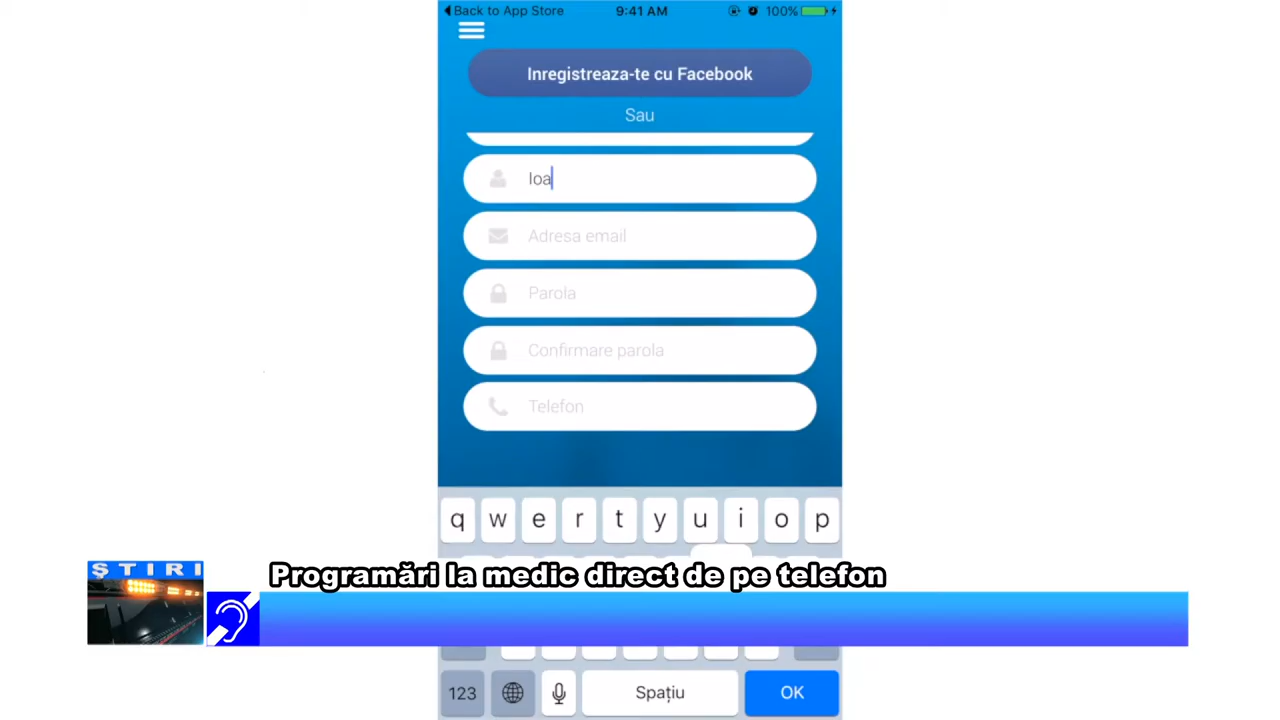 Back to App Store 9:41 AM 100%
Inregistreaza-te cu Facebook
Sau
Ioa
Adresa email
Parola
Confirmare parola
Telefon
q w e r t y u i o p
ȘTIRI
Programări la medic direct de pe telefon
123 Spațiu OK